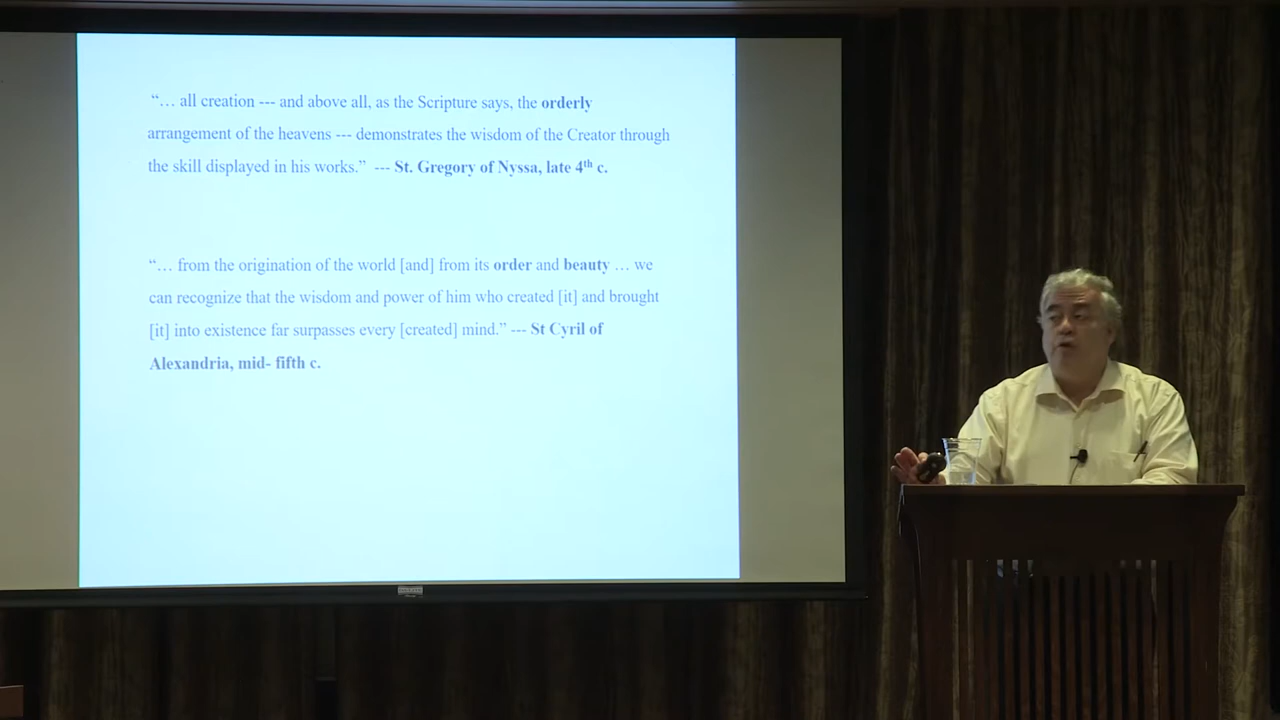 “… all creation --- and above all, as the Scripture says, the orderly
arrangement of the heavens --- demonstrates the wisdom of the Creator through
the skill displayed in his works.” --- St. Gregory of Nyssa, late 4th c.
“… from the origination of the world [and] from its order and beauty … we
can recognize that the wisdom and power of him who created [it] and brought
[it] into existence far surpasses every [created] mind.” --- St Cyril of
Alexandria, mid- fifth c.